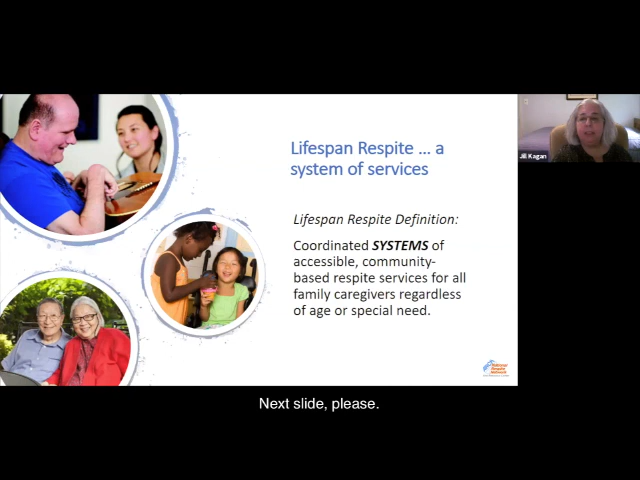 Lifespan Respite ... a
system of services
Jill Kagan
Lifespan Respite Definition:
Coordinated SYSTEMS of
accessible, community-
based respite services for all
family caregivers regardless
of age or special need.
Next slide, please.